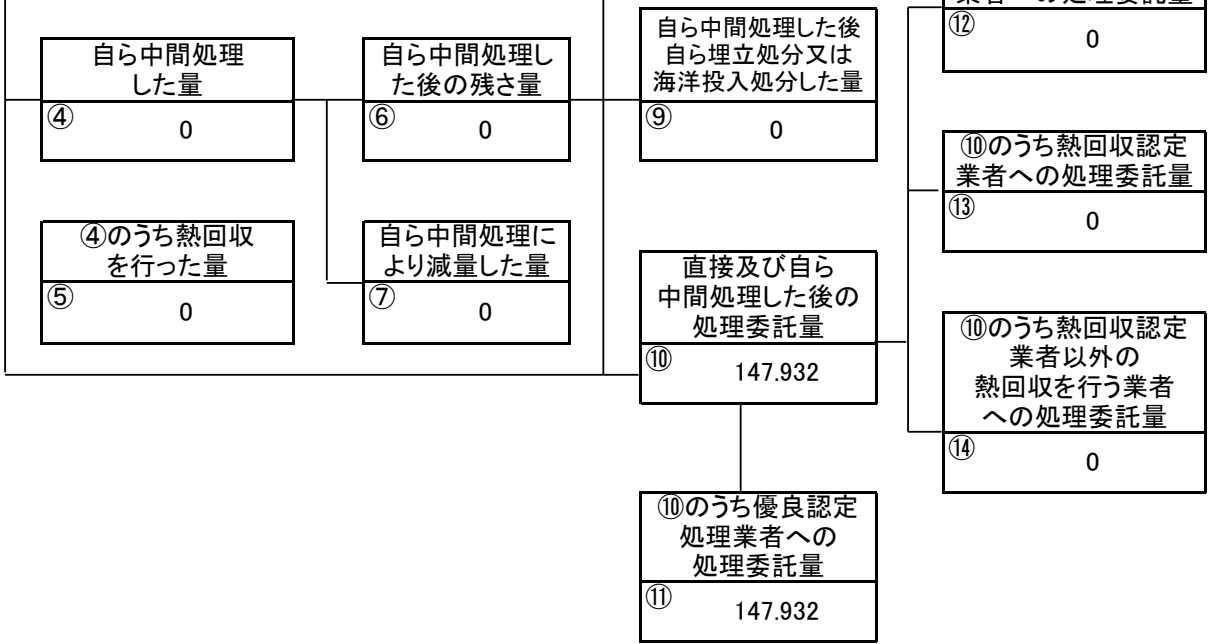 業者への処理委託量
⑫
0
自ら中間処理
した量
④
0
自ら中間処理し
た後の残さ量
⑥
0
自ら中間処理した後
自ら埋立処分又は
海洋投入処分した量
⑨
0
⑩のうち熱回収認定
業者への処理委託量
⑬
0
④のうち熱回収
を行った量
⑤
0
自ら中間処理に
より減量した量
⑦
0
直接及び自ら
中間処理した後の
処理委託量
⑩
147.932
⑩のうち熱回収認定
業者以外の
熱回収を行う業者
への処理委託量
⑭
0
⑩のうち優良認定
処理業者への
処理委託量
⑪
147.932